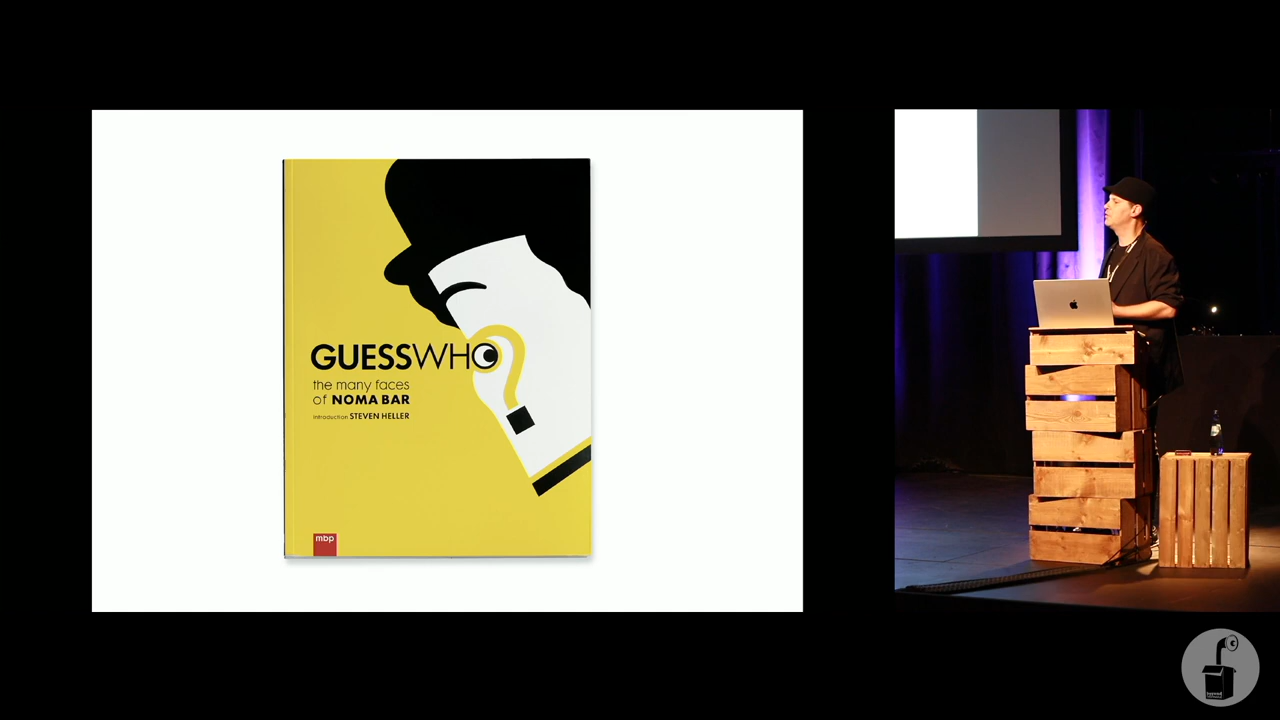 GUESSWHO
the many faces
of NOMA BAR
introduction STEVEN HELLER
mbp